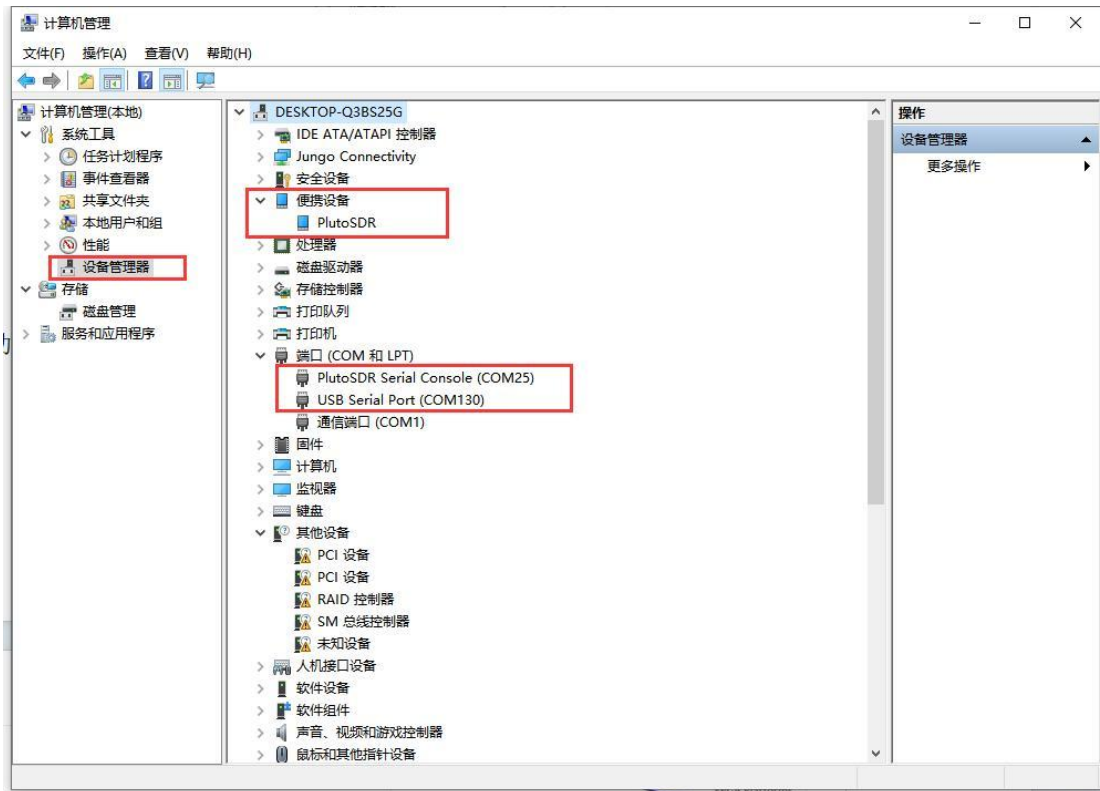 计算机管理
文件(F) 操作(A) 查看(V) 帮助(H)
计算机管理(本地)
系统工具
任务计划程序
事件查看器
共享文件夹
本地用户和组
性能
设备管理器
存储
磁盘管理
服务和应用程序
DESKTOP-Q3BS25G
IDE ATA/ATAPI 控制器
Jungo Connectivity
安全设备
便携设备
PlutoSDR
处理器
磁盘驱动器
存储控制器
打印队列
打印机
端口 (COM 和 LPT)
PlutoSDR Serial Console (COM25)
USB Serial Port (COM130)
通信端口 (COM1)
固件
计算机
监视器
键盘
其他设备
PCI 设备
PCI 设备
RAID 控制器
SM 总线控制器
未知设备
人机接口设备
软件设备
软件组件
声音、视频和游戏控制器
鼠标和其他指针设备
操作
设备管理器
更多操作